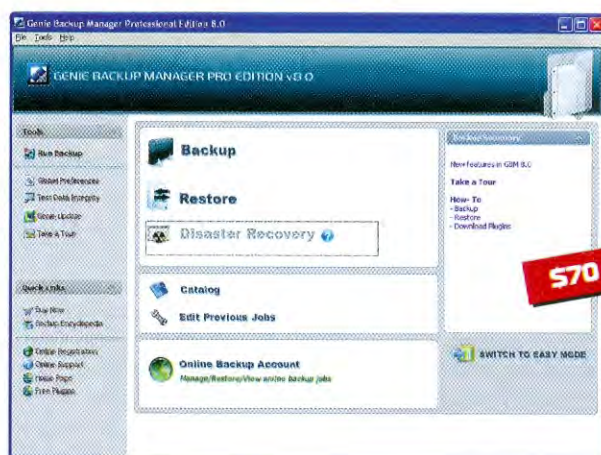 Genie Backup Manager Professional Edition 8.0
File Tools Help
GENIE BACKUP MANAGER PRO EDITION v8.0
Tools
Run Backup
Global Preferences
Test Data Integrity
Genie Update
Take A Tour
Quick Links
Buy Now
Backup Encyclopedia
Online Registration
Online Support
Home Page
Free Plugins
Backup
Restore
Disaster Recovery
Catalog
Edit Previous Jobs
Online Backup Account
Manage/Restore/View online backup jobs
New features in GBM 8.0
Take a Tour
How- To
- Backup
- Restore
- Download Plugins
$70
SWITCH TO EASY MODE